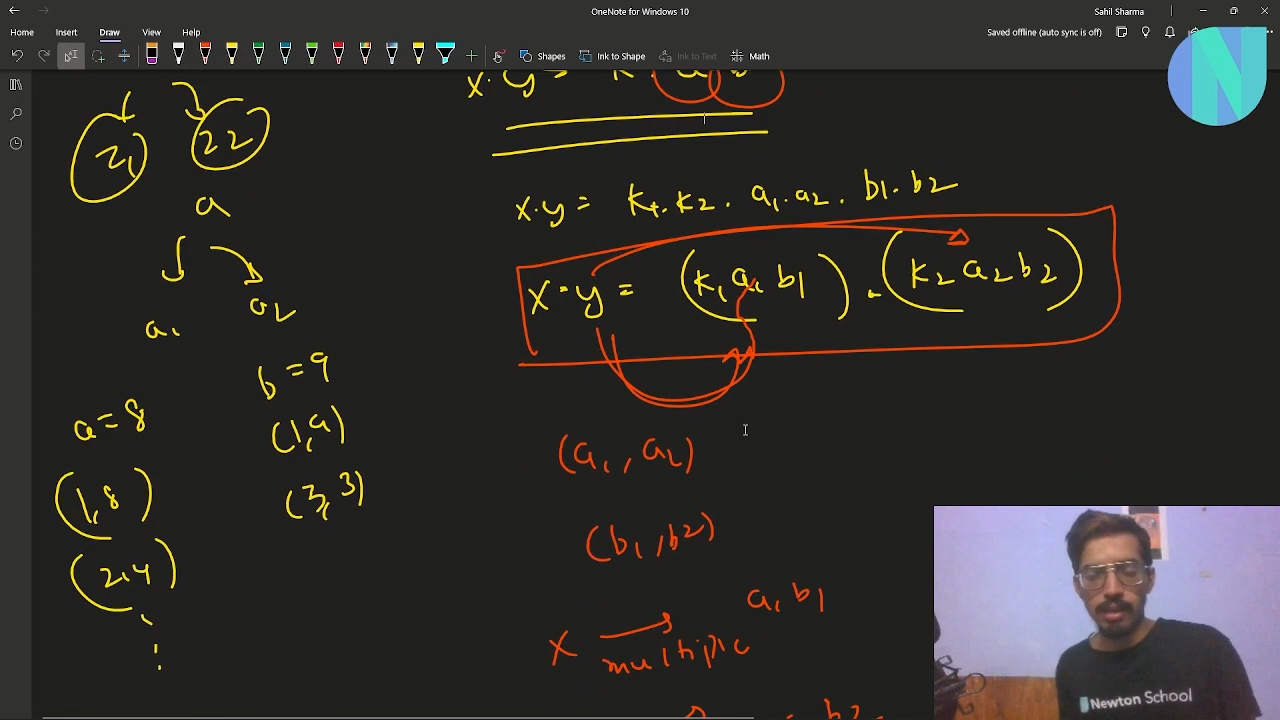 OneNote for Windows 10
Sahil Sharma
Home Insert Draw View Help
Saved offline (auto sync is off)
Shapes Ink to Shape Ink to Text Math
x.y =
21 22
a
a1 a2
x.y = k1.k2 . a1.a2 . b1.b2
x.y = (k1 a1 b1) . (k2 a2 b2)
b = 9
a = 8
(1,9)
(1,8)
(3,3)
(2,4)
(a1, a2)
(b1, b2)
x → multiple a1 b1
b2
Newton School